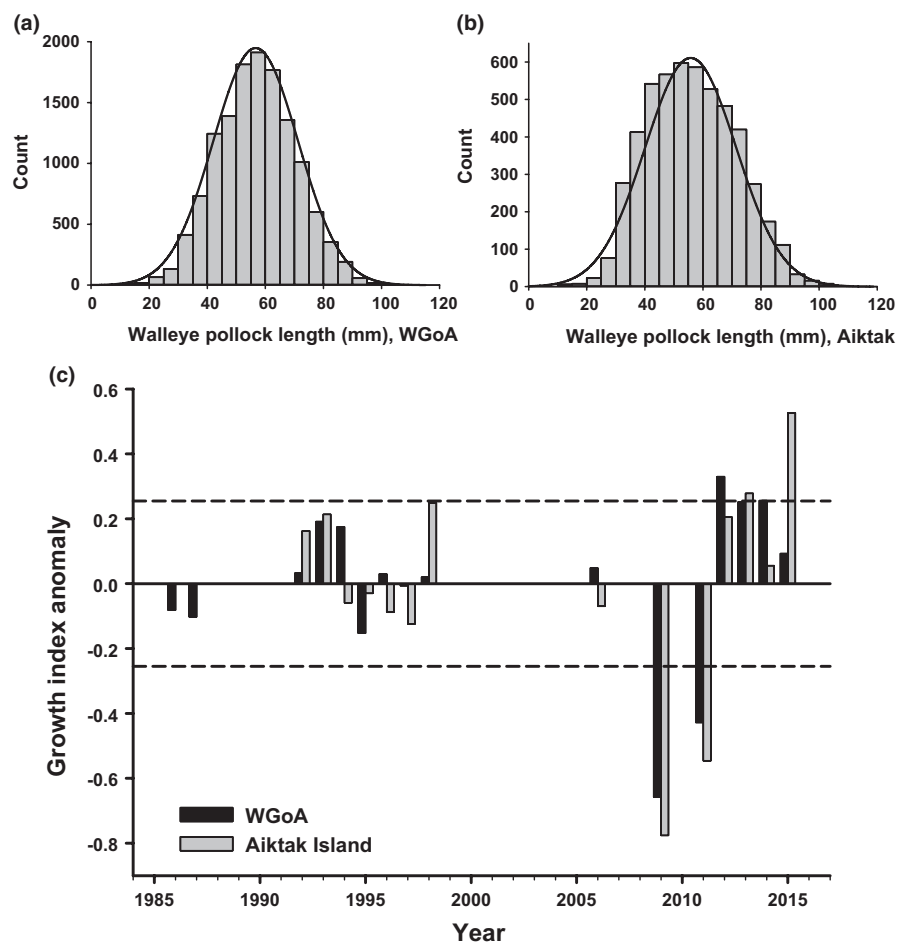 (a)
2000
1500
1000
500
0
Count
0 20 40 60 80 100 120
Walleye pollock length (mm), WGoA
(b)
600
500
400
300
200
100
0
Count
0 20 40 60 80 100 120
Walleye pollock length (mm), Aiktak
(c)
0.6
0.4
0.2
0.0
-0.2
-0.4
-0.6
-0.8
Growth index anomaly
WGoA
Aiktak Island
1985 1990 1995 2000 2005 2010 2015
Year